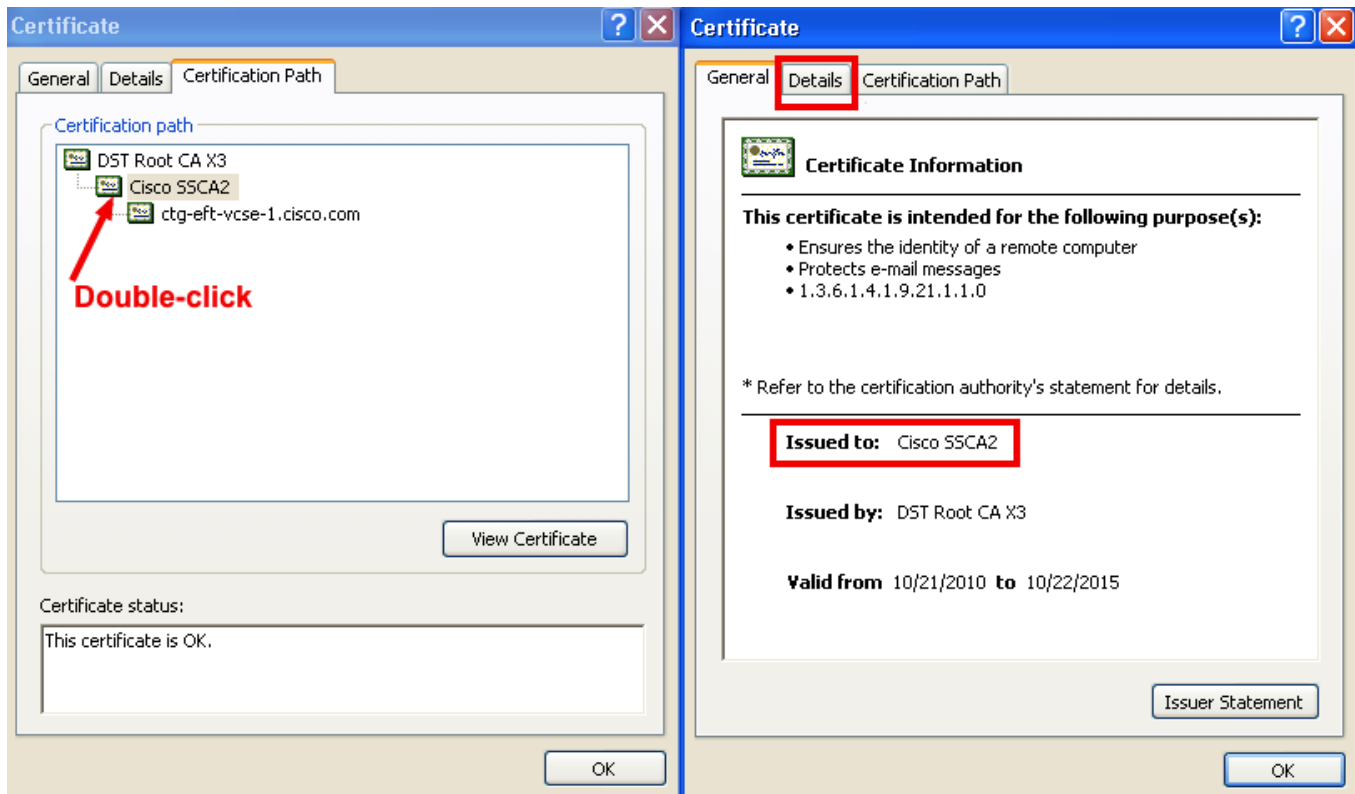 Certificate
General
Details
Certification Path
Certification path
DST Root CA X3
Cisco SSCA2
ctg-eft-vcse-1.cisco.com
Double-click
View Certificate
Certificate status:
This certificate is OK.
OK
Certificate
General
Details
Certification Path
Certificate Information
This certificate is intended for the following purpose(s):
• Ensures the identity of a remote computer
• Protects e-mail messages
• 1.3.6.1.4.1.9.21.1.1.0
* Refer to the certification authority's statement for details.
Issued to: Cisco SSCA2
Issued by: DST Root CA X3
Valid from 10/21/2010 to 10/22/2015
Issuer Statement
OK